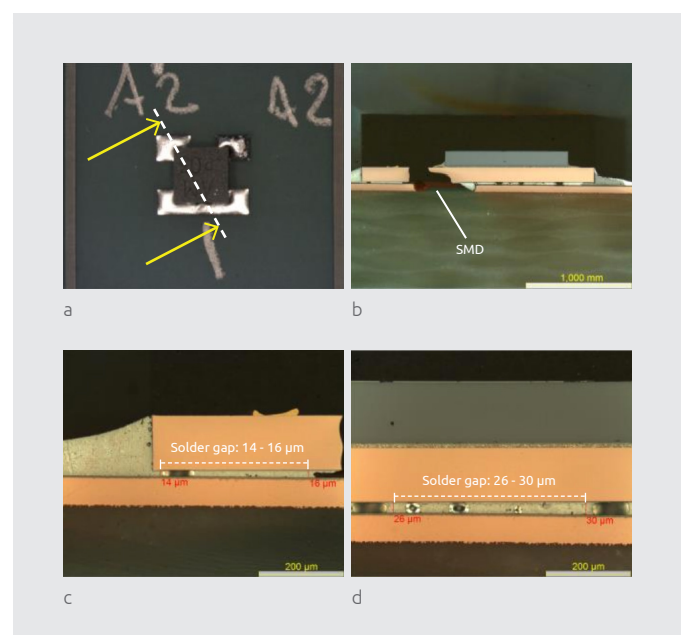 A2
A2
a
SMD
1,000 mm
b
Solder gap: 14 - 16 µm
14 µm
16 µm
200 µm
c
Solder gap: 26 - 30 µm
26 µm
30 µm
200 µm
d